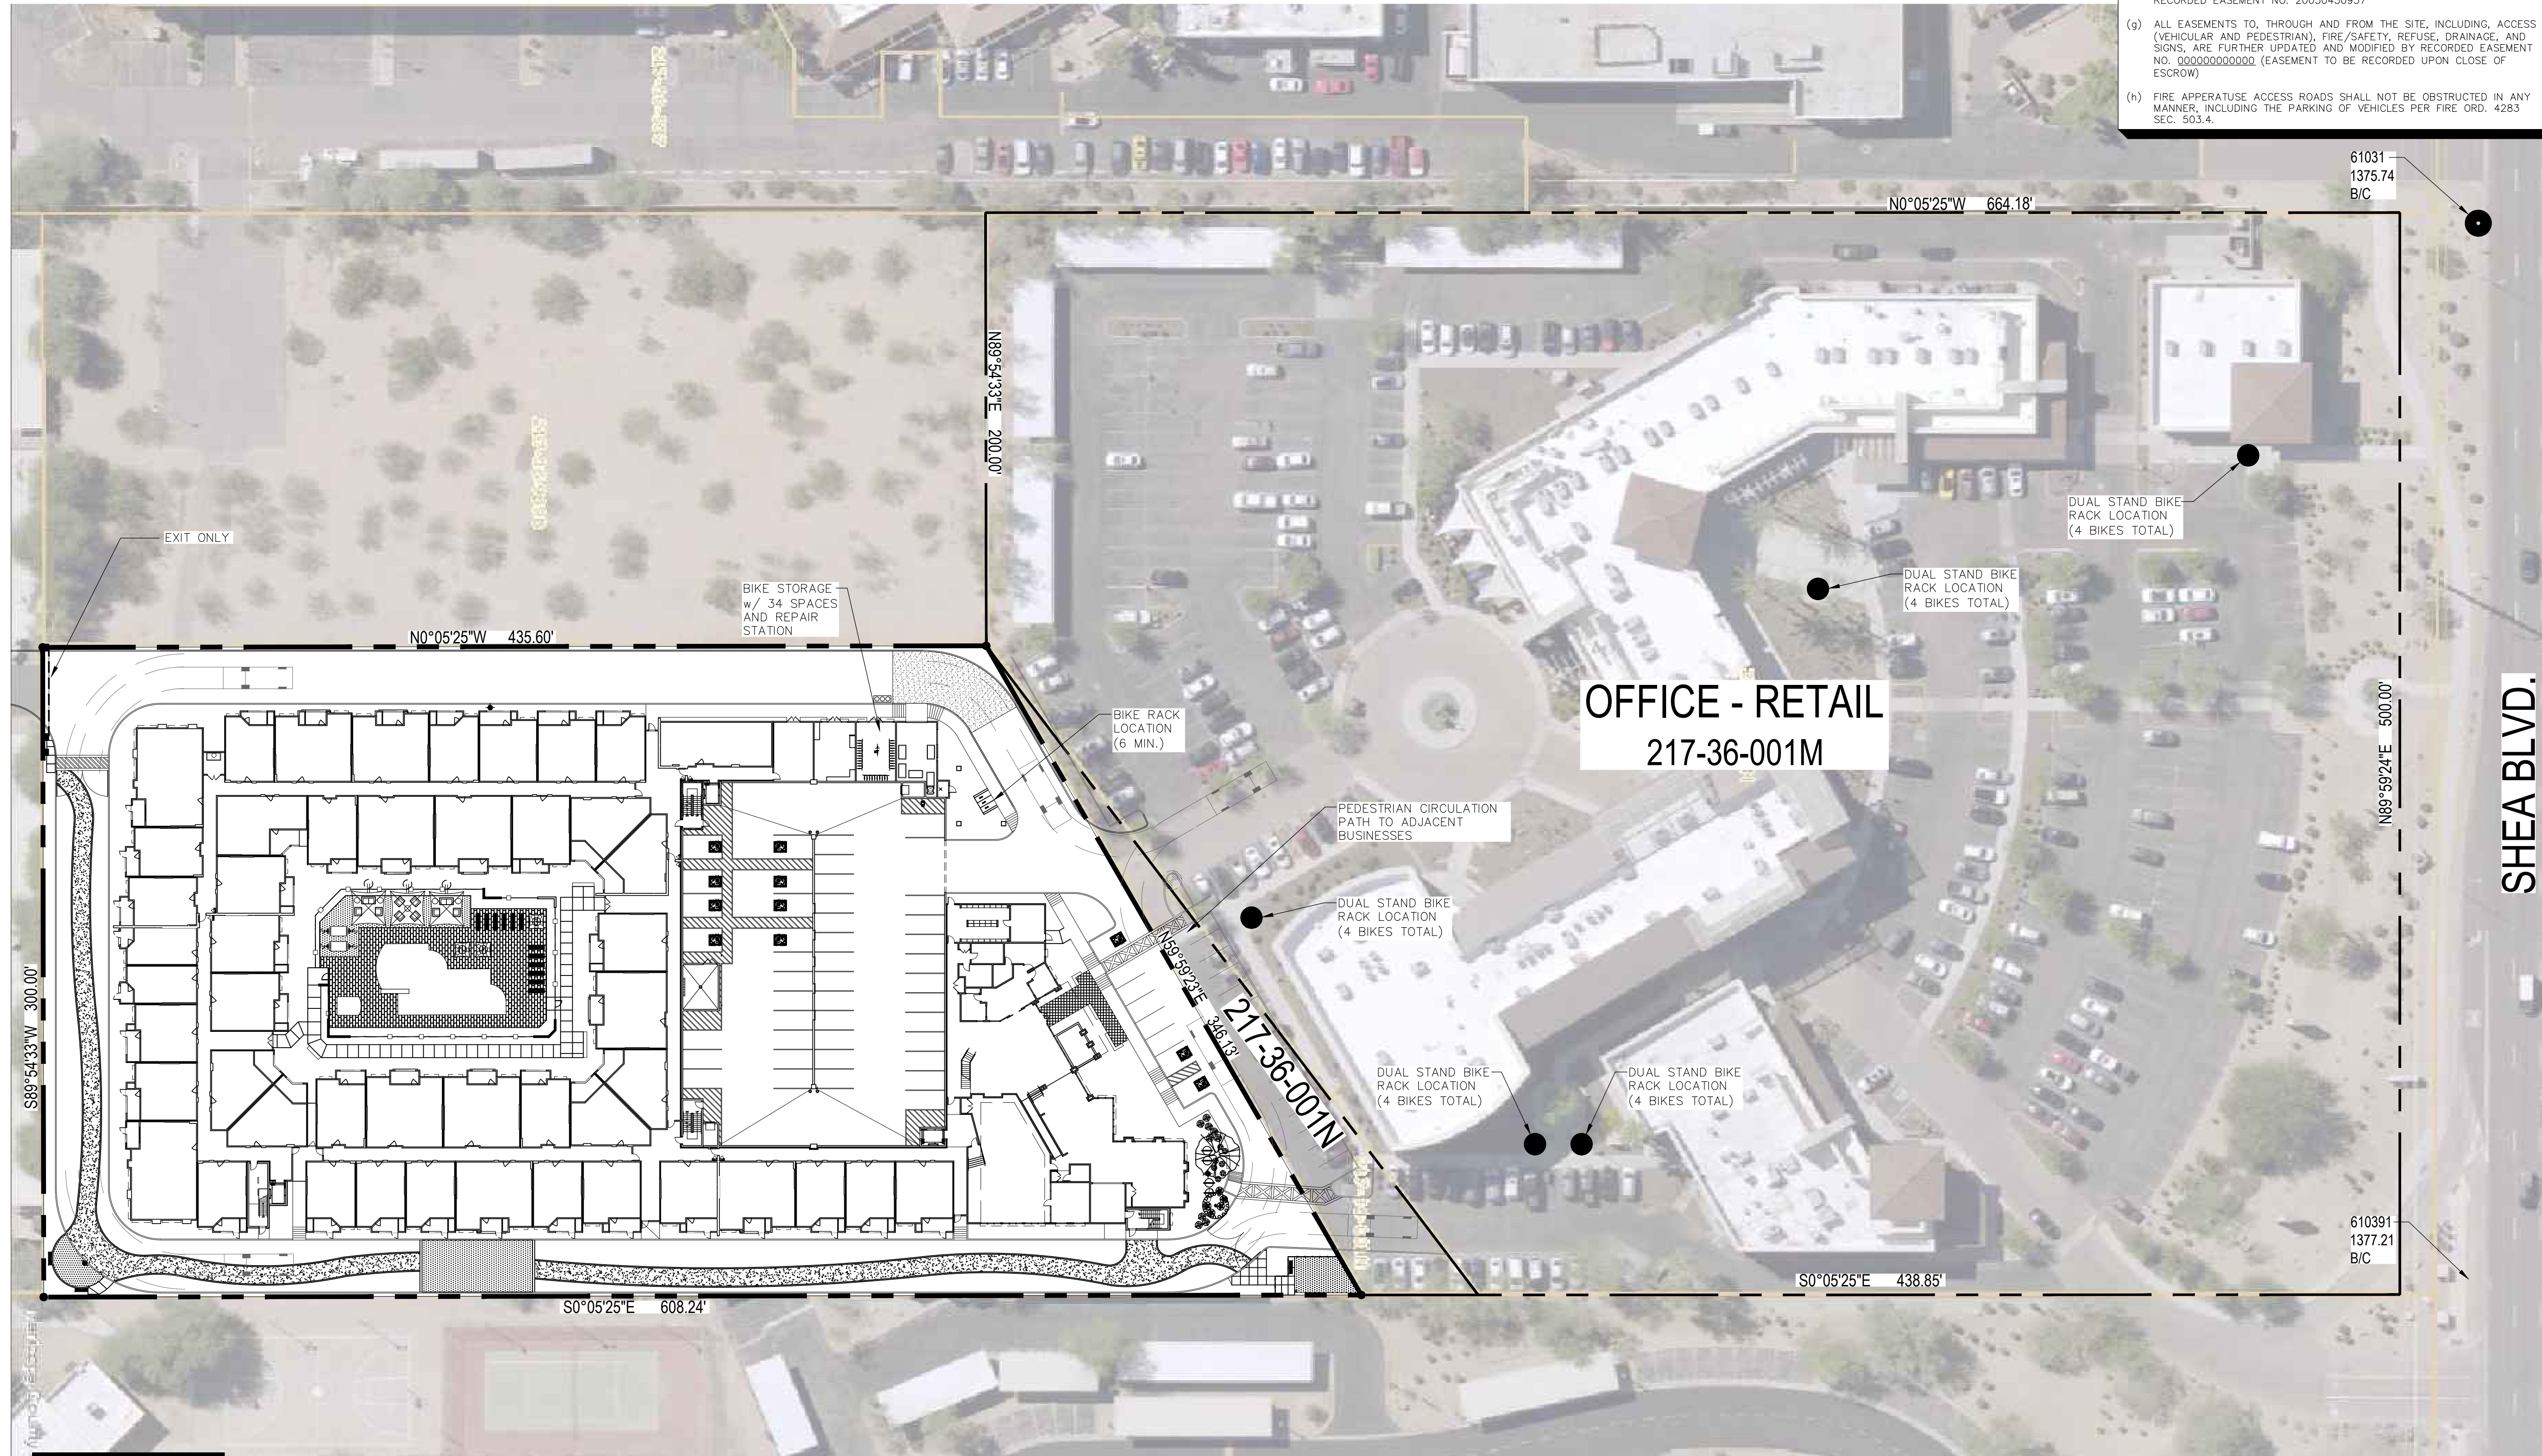 (g) ALL EASEMENTS TO, THROUGH AND FROM THE SITE, INCLUDING, ACCESS
(VEHICULAR AND PEDESTRIAN), FIRE/SAFETY, REFUSE, DRAINAGE, AND
SIGNS, ARE FURTHER UPDATED AND MODIFIED BY RECORDED EASEMENT
NO. 000000000000 (EASEMENT TO BE RECORDED UPON CLOSE OF
ESCROW)
(h) FIRE APPERATUSE ACCESS ROADS SHALL NOT BE OBSTRUCTED IN ANY
MANNER, INCLUDING THE PARKING OF VEHICLES PER FIRE ORD. 4283
SEC. 503.4.
61031
1375.74
B/C
N0°05'25"W 664.18'
N89°54'33"E 200.00'
DUAL STAND BIKE
RACK LOCATION
(4 BIKES TOTAL)
EXIT ONLY
DUAL STAND BIKE
RACK LOCATION
(4 BIKES TOTAL)
BIKE STORAGE
w/ 34 SPACES
AND REPAIR
STATION
N0°05'25"W 435.60'
OFFICE - RETAIL
217-36-001M
N89°59'24"E 500.00'
SHEA BLVD.
BIKE RACK
LOCATION
(6 MIN.)
PEDESTRIAN CIRCULATION
PATH TO ADJACENT
BUSINESSES
DUAL STAND BIKE
RACK LOCATION
(4 BIKES TOTAL)
N59°59'23"E 346.13'
217-36-001N
S89°54'33"W 300.00'
DUAL STAND BIKE
RACK LOCATION
(4 BIKES TOTAL)
DUAL STAND BIKE
RACK LOCATION
(4 BIKES TOTAL)
610391
1377.21
B/C
S0°05'25"E 438.85'
S0°05'25"E 608.24'